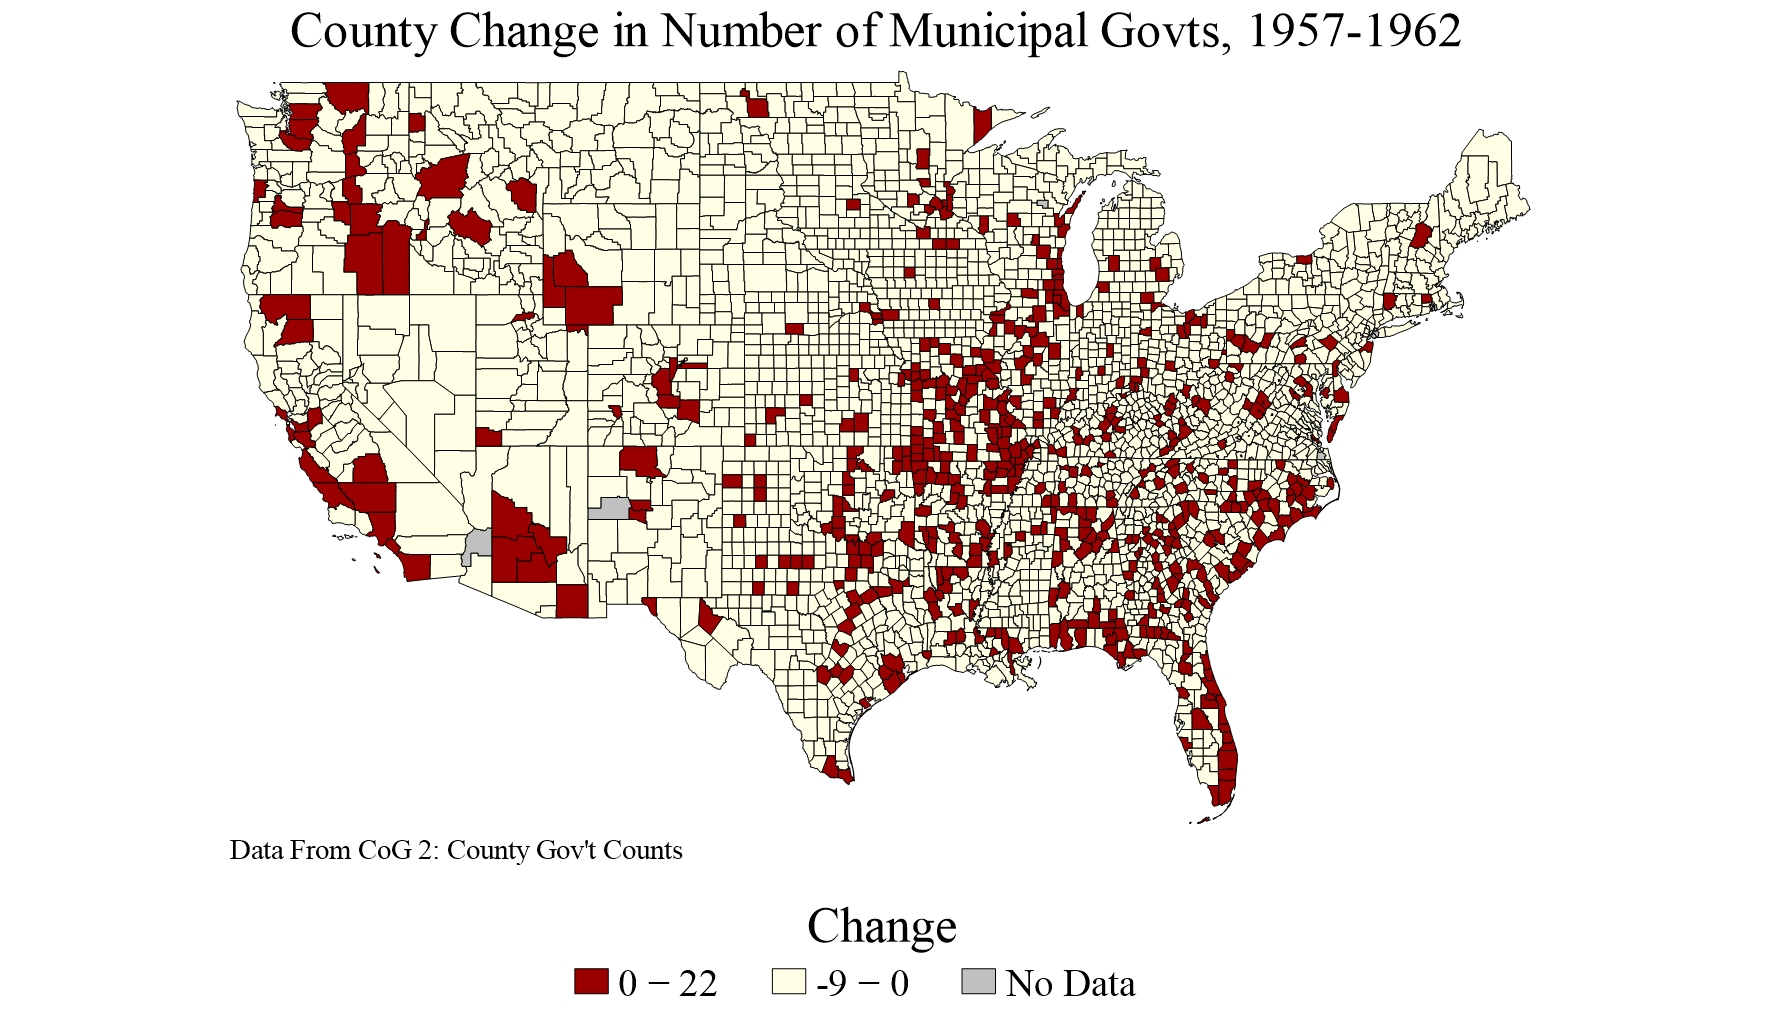 County Change in Number of Municipal Govts, 1957-1962
Data From CoG 2: County Gov't Counts
Change
0 − 22
-9 − 0
No Data